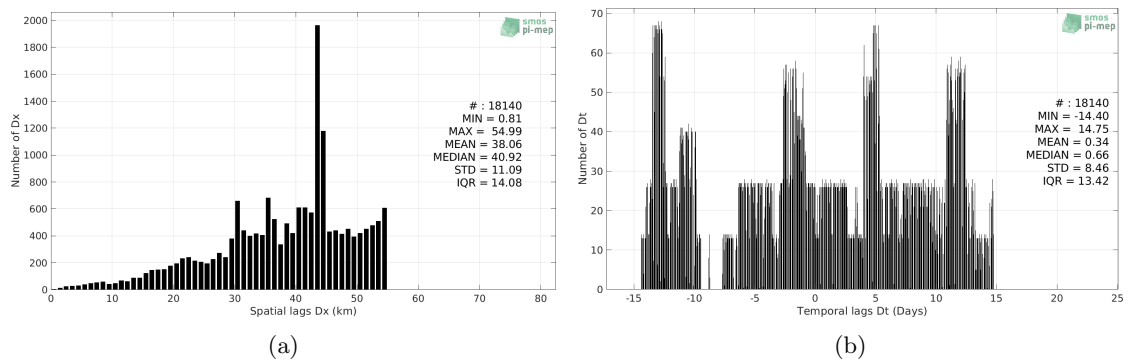 smos
pi-mep
2000
1800
1600
1400
1200
1000
800
600
400
200
0
Number of Dx
# : 18140
MIN = 0.81
MAX = 54.99
MEAN = 38.06
MEDIAN = 40.92
STD = 11.09
IQR = 14.08
0 10 20 30 40 50 60 70 80
Spatial lags Dx (km)
(a)
smos
pi-mep
70
60
50
40
30
20
10
0
Number of Dt
# : 18140
MIN = -14.40
MAX = 14.75
MEAN = 0.34
MEDIAN = 0.66
STD = 8.46
IQR = 13.42
-15 -10 -5 0 5 10 15 20 25
Temporal lags Dt (Days)
(b)